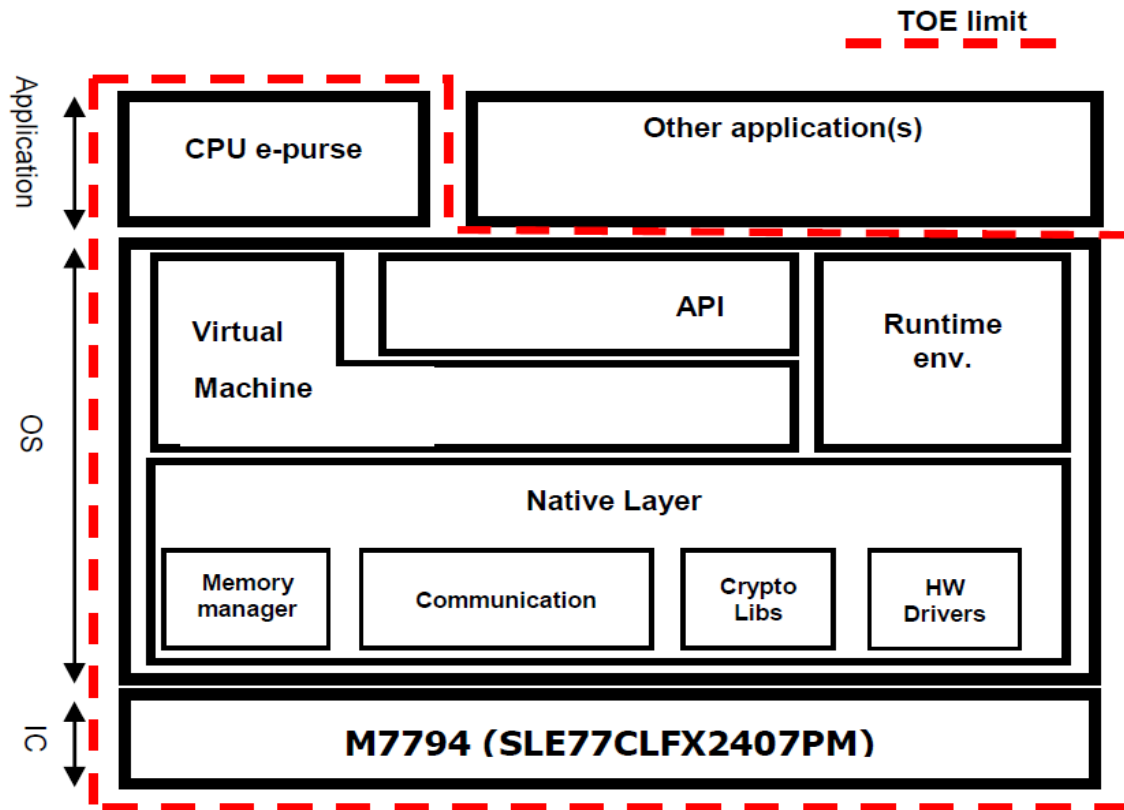 TOE limit
Application
CPU e-purse
Other application(s)
OS
Virtual
Machine
API
Runtime
env.
Native Layer
Memory
manager
Communication
Crypto
Libs
HW
Drivers
IC
M7794 (SLE77CLFX2407PM)